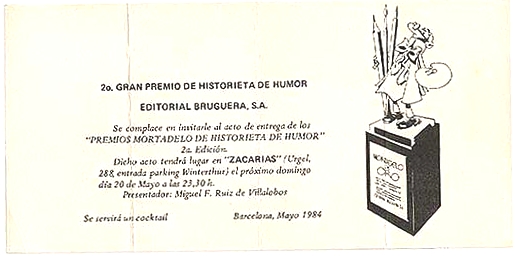 2o. GRAN PREMIO DE HISTORIETA DE HUMOR
EDITORIAL BRUGUERA, S.A.
Se complace en invitarle al acto de entrega de los
"PREMIOS MORTADELO DE HISTORIETA DE HUMOR"
2a. Edición.
Dicho acto tendrá lugar en "ZACARIAS" (Urgel,
288, entrada parking Winterthur) el próximo domingo
día 20 de Mayo a las 23,30 h.
Presentador: Miguel F. Ruiz de Villalobos
Se servirá un cocktail Barcelona, Mayo 1984
MORTADELO
DE
ORO